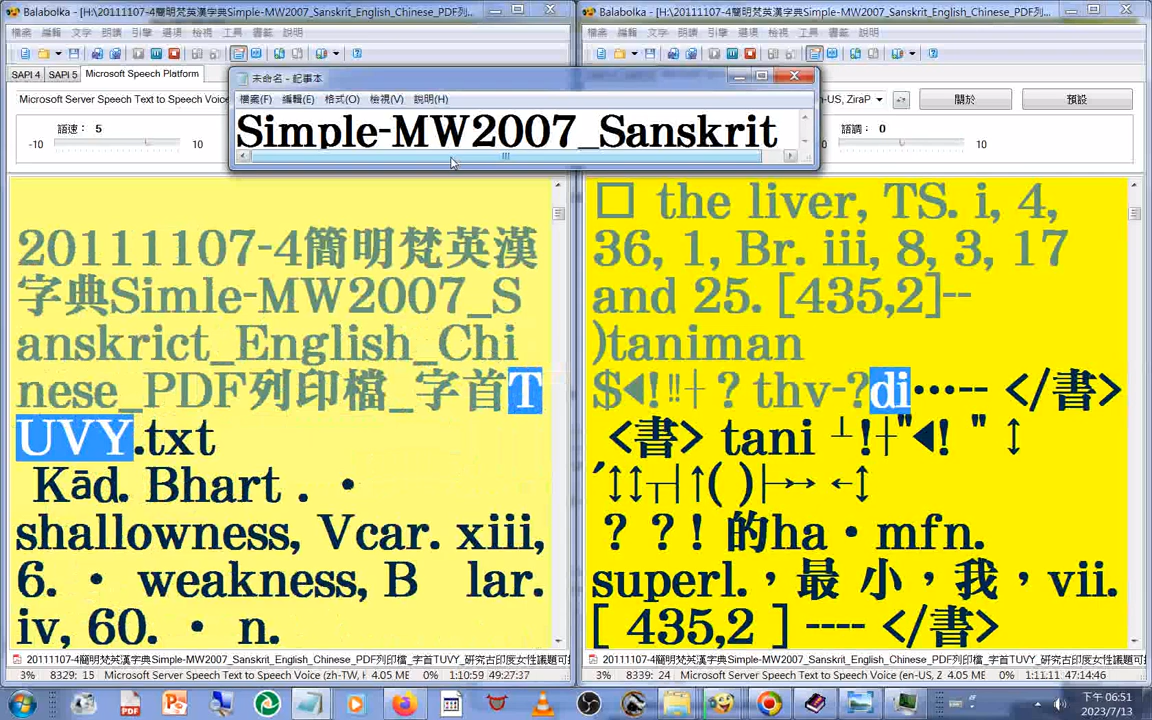 Balabolka - [H:\20111107-4簡明梵英漢字典Simple-MW2007_Sanskrit_English_Chinese_PDF列...
檔案 編輯 文字 朗讀 引擎 選項 檢視 工具 書籤 說明
SAPI 4 SAPI 5 Microsoft Speech Platform
Microsoft Server Speech Text to Speech Voice
語速： 5
-10 10
20111107-4簡明梵英漢
字典Simle-MW2007_S
anskrict_English_Chi
nese_PDF列印檔_字首T
UVY.txt
Kād. Bhart . •
shallowness, Vcar. xiii,
6. • weakness, B lar.
iv, 60. • n.
20111107-4簡明梵英漢字典Simple-MW2007_Sanskrit_English_Chinese_PDF列印檔_字首TUVY_研究古印度女性議題可
3% 8329: 15 Microsoft Server Speech Text to Speech Voice (zh-TW, H 4.05 ME 0% 1:10:59 49:27:37
未命名 - 記事本
檔案(F) 編輯(E) 格式(O) 檢視(V) 說明(H)
Simple-MW2007_Sanskrit
Balabolka - [H:\20111107-4簡明梵英漢字典Simple-MW2007_Sanskrit_English_Chinese_PDF列...
檔案 編輯 文字 朗讀 引擎 選項 檢視 工具 書籤 說明
n-US, ZiraP 關於 預設
語調： 0
10
□ the liver, TS. i, 4,
36, 1, Br. iii, 8, 3, 17
and 25. [435,2]--
)taniman
$◄!‼┼ ? thv-?di···-- </書>
<書> tani ┴!┼"◄! " ↕
´↕↕┬┤↑( )├→→ ←↕
? ?! 的ha•mfn.
superl.，最 小，我，vii.
[ 435,2 ] ---- </書>
20111107-4簡明梵英漢字典Simple-MW2007_Sanskrit_English_Chinese_PDF列印檔_字首TUVY_研究古印度女性議題可
3% 8339: 24 Microsoft Server Speech Text to Speech Voice (en-US, Z 4.05 ME 0% 1:11:11 47:14:46
下午 06:51
2023/7/13